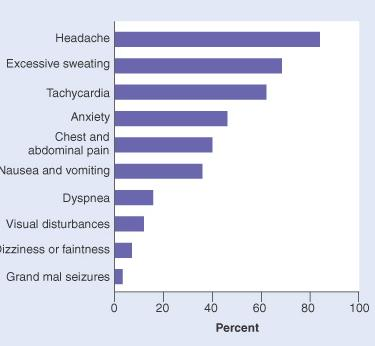 Headache
Excessive sweating
Tachycardia
Anxiety
Chest and
abdominal pain
Nausea and vomiting
Dyspnea
Visual disturbances
Dizziness or faintness
Grand mal seizures
0 20 40 60 80 100
Percent